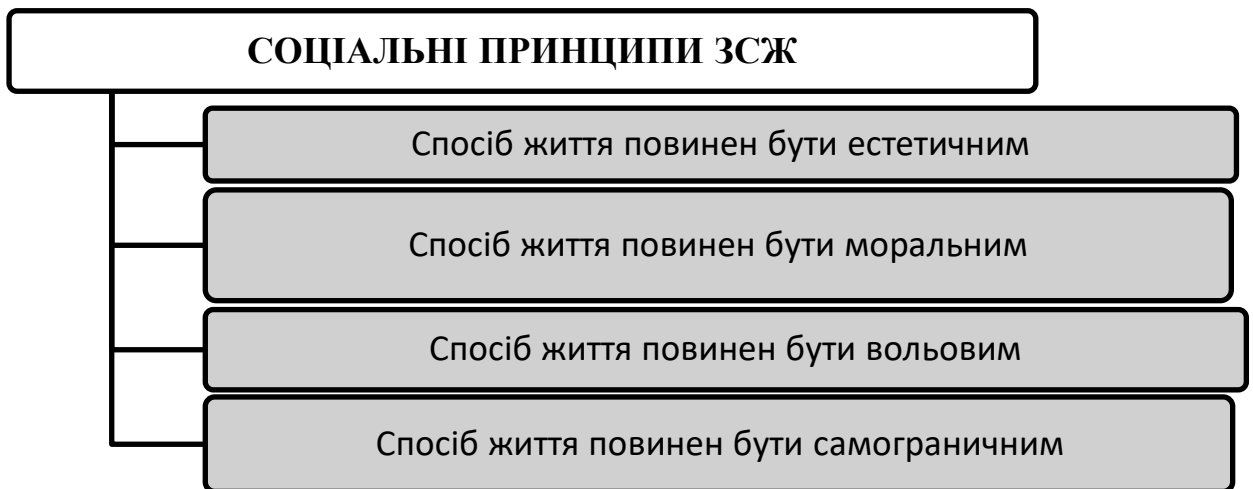 СОЦІАЛЬНІ ПРИНЦИПИ ЗСЖ
Спосіб життя повинен бути естетичним
Спосіб життя повинен бути моральним
Спосіб життя повинен бути вольовим
Спосіб життя повинен бути самограничним